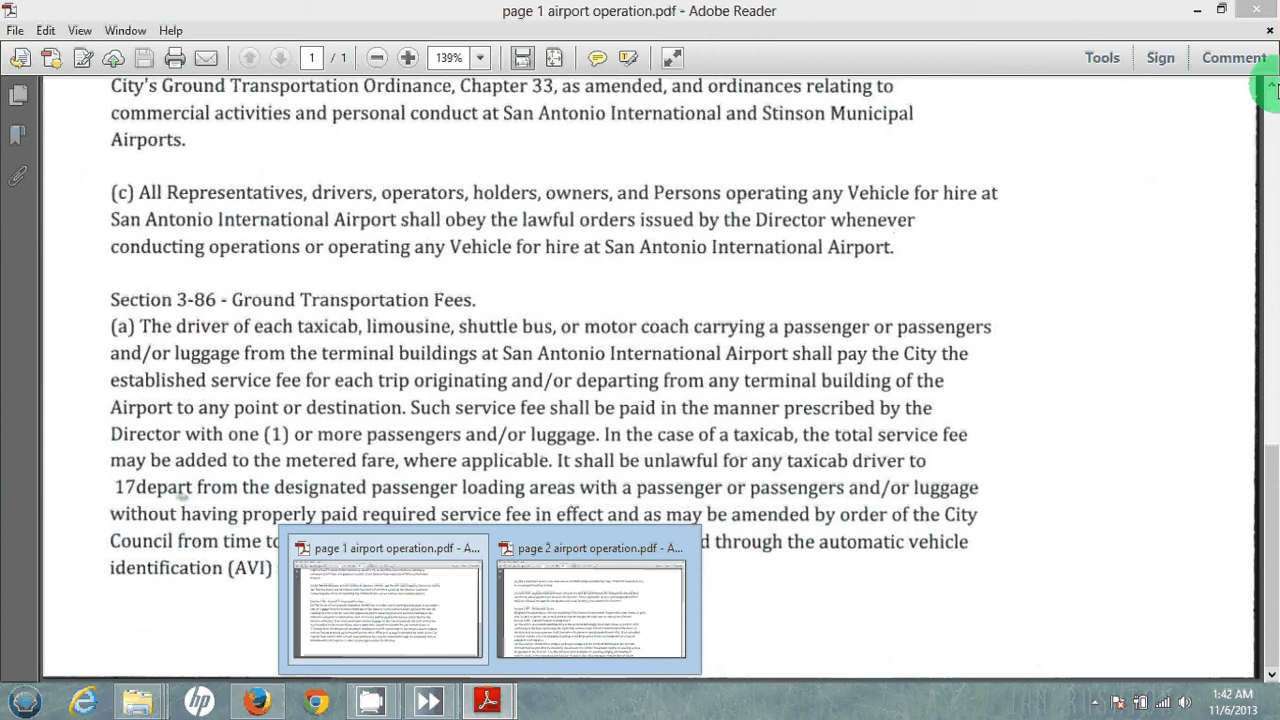 page 1 airport operation.pdf - Adobe Reader
File Edit View Window Help
1 / 1 139% Tools Sign Comment
City's Ground Transportation Ordinance, Chapter 33, as amended, and ordinances relating to
commercial activities and personal conduct at San Antonio International and Stinson Municipal
Airports.
(c) All Representatives, drivers, operators, holders, owners, and Persons operating any Vehicle for hire at
San Antonio International Airport shall obey the lawful orders issued by the Director whenever
conducting operations or operating any Vehicle for hire at San Antonio International Airport.
Section 3-86 - Ground Transportation Fees.
(a) The driver of each taxicab, limousine, shuttle bus, or motor coach carrying a passenger or passengers
and/or luggage from the terminal buildings at San Antonio International Airport shall pay the City the
established service fee for each trip originating and/or departing from any terminal building of the
Airport to any point or destination. Such service fee shall be paid in the manner prescribed by the
Director with one (1) or more passengers and/or luggage. In the case of a taxicab, the total service fee
may be added to the metered fare, where applicable. It shall be unlawful for any taxicab driver to
17depart from the designated passenger loading areas with a passenger or passengers and/or luggage
without having properly paid required service fee in effect and as may be amended by order of the City
Council from time to d through the automatic vehicle
identification (AVI)
page 1 airport operation.pdf - A... page 2 airport operation.pdf - A...
hp
1:42 AM
11/6/2013